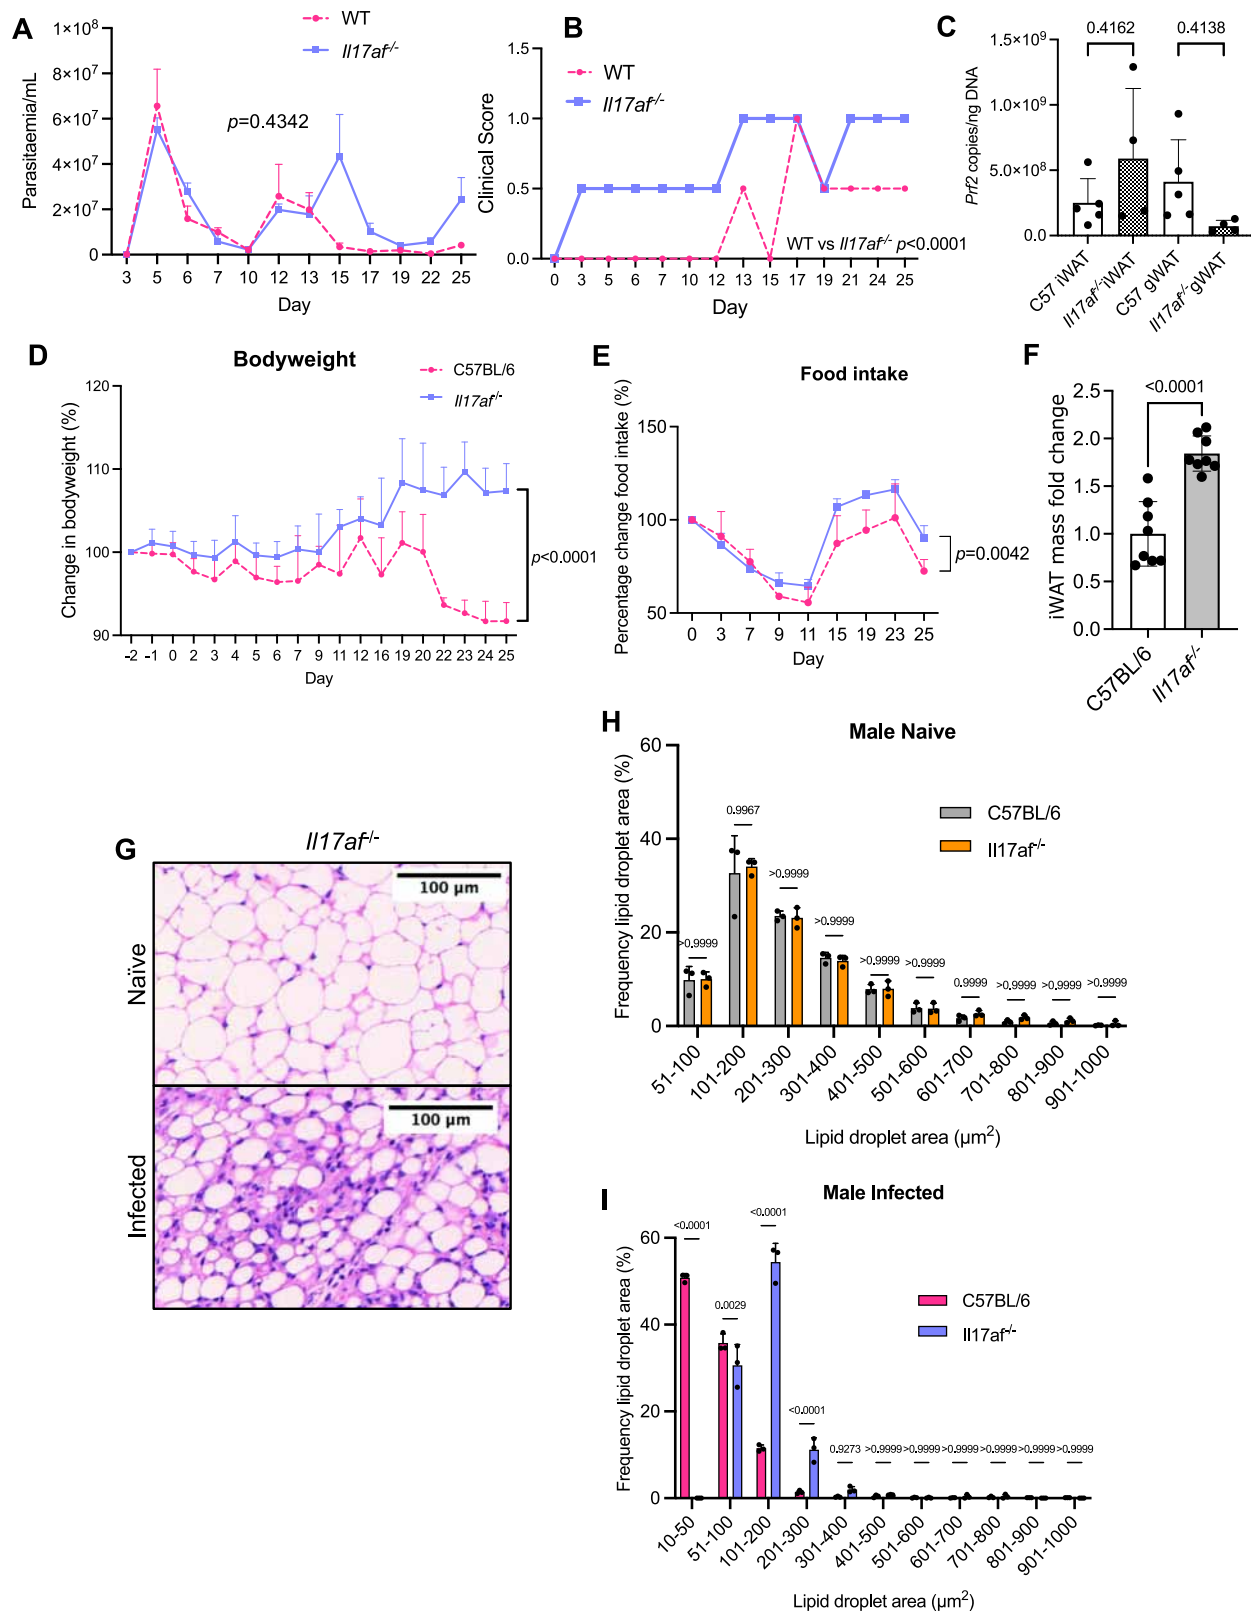 A
WT
Il17af-/-
1×10⁸
8×10⁷
6×10⁷
4×10⁷
2×10⁷
0
Parasitaemia/mL
p=0.4342
3 5 6 7 10 12 13 15 17 19 22 25
Day
B
WT
Il17af-/-
1.5
1.0
0.5
0.0
Clinical Score
WT vs Il17af-/- p<0.0001
0 3 5 7 8 10 12 13 15 17 19 21 24 25
Day
C
0.4162 0.4138
1.5×10⁹
1.0×10⁹
5.0×10⁸
0.0
Prf2 copies/ng DNA
C57 iWAT
Il17af-/- iWAT
C57 gWAT
Il17af-/- gWAT
D
Bodyweight
C57BL/6
Il17af-/-
120
110
100
90
Change in bodyweight (%)
p<0.0001
-2 -1 0 2 3 4 5 6 7 9 11 12 16 19 20 22 23 24 25
Day
E
Food intake
150
100
50
Percentage change food intake (%)
p=0.0042
0 3 7 9 11 15 19 23 25
Day
F
<0.0001
2.5
2.0
1.5
1.0
0.5
0.0
iWAT mass fold change
C57BL/6
Il17af-/-
G
Il17af-/-
Naïve
100 µm
Infected
100 µm
H
Male Naive
C57BL/6
Il17af-/-
60
40
20
0
Frequency lipid droplet area (%)
>0.9999 0.9967 >0.9999 >0.9999 >0.9999 >0.9999 0.9999 >0.9999 >0.9999 >0.9999
51-100 101-200 201-300 301-400 401-500 501-600 601-700 701-800 801-900 901-1000
Lipid droplet area (µm²)
I
Male Infected
C57BL/6
Il17af-/-
60
40
20
0
Frequency lipid droplet area (%)
<0.0001 0.0029 <0.0001 <0.0001 0.9273 >0.9999 >0.9999 >0.9999 >0.9999 >0.9999 >0.9999
10-50 51-100 101-200 201-300 301-400 401-500 501-600 601-700 701-800 801-900 901-1000
Lipid droplet area (µm²)